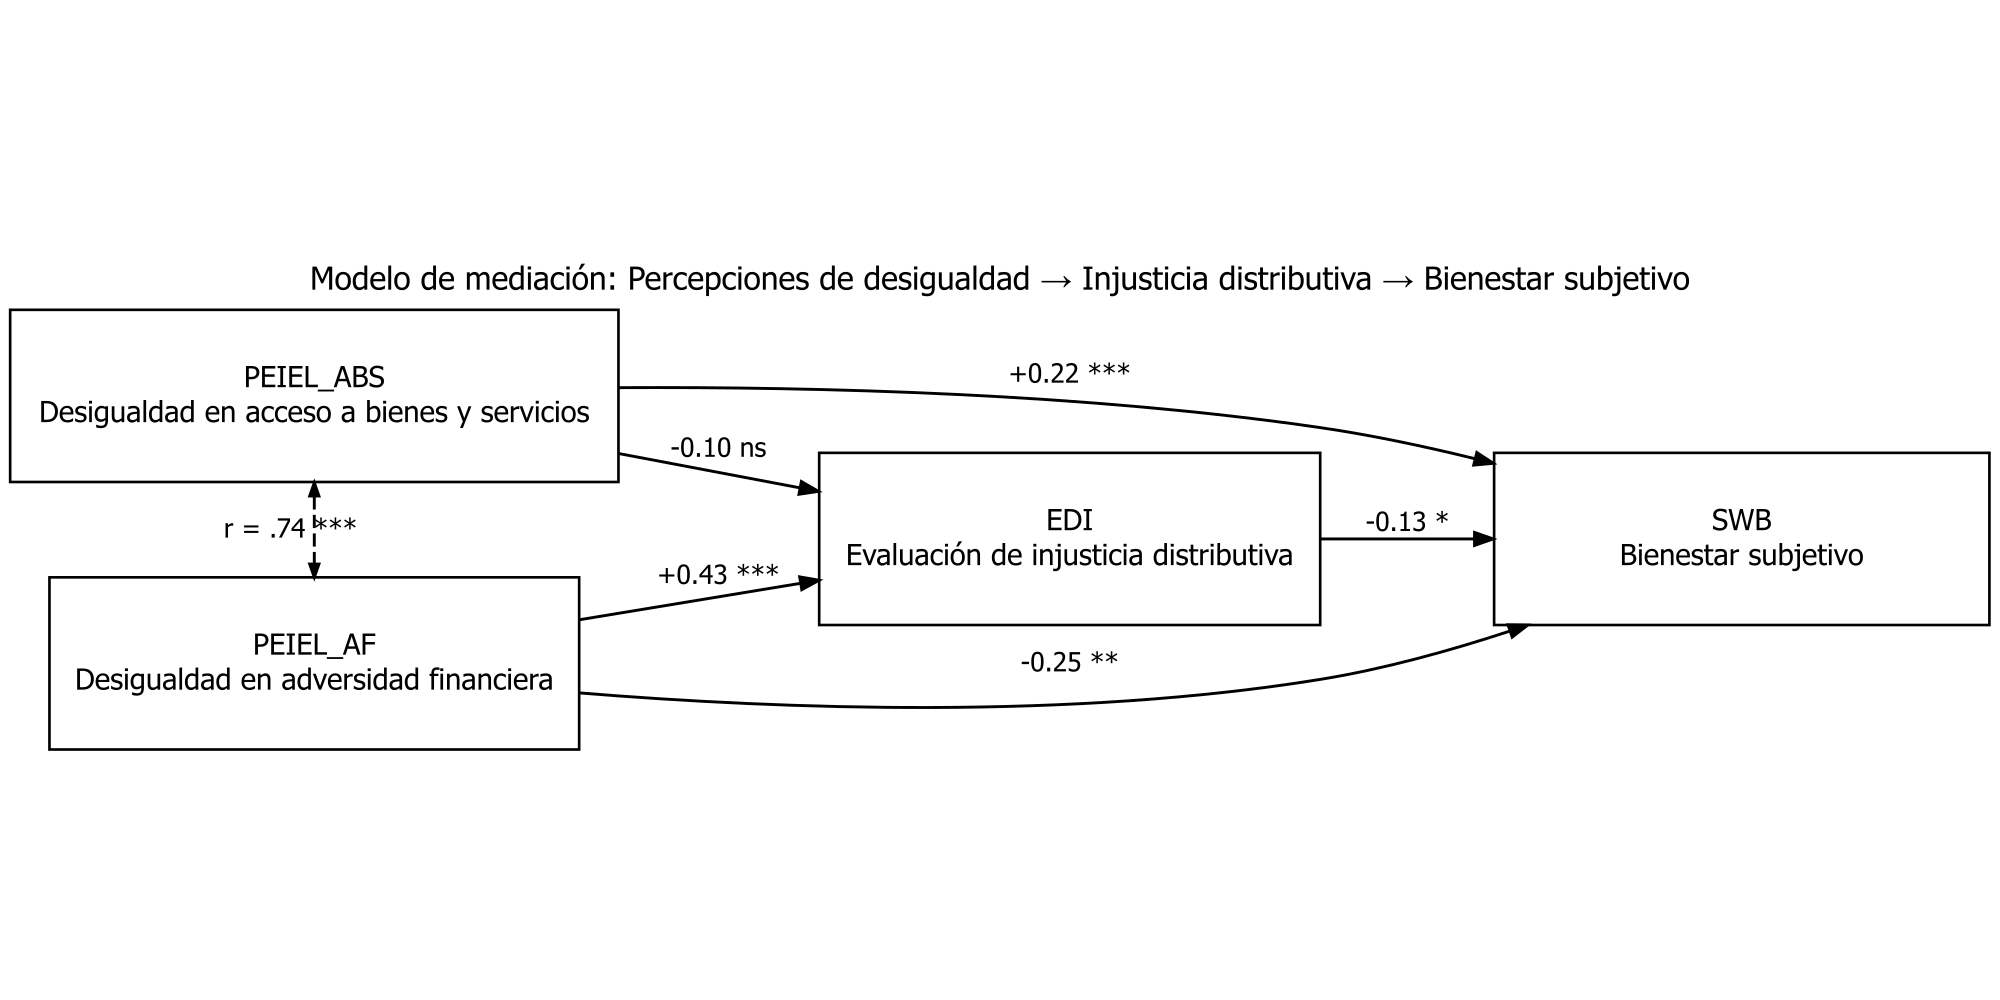 Modelo de mediación: Percepciones de desigualdad → Injusticia distributiva → Bienestar subjetivo
PEIEL_ABS
Desigualdad en acceso a bienes y servicios
+0.22 ***
-0.10 ns
r = .74 ***
EDI
Evaluación de injusticia distributiva
-0.13 *
SWB
Bienestar subjetivo
+0.43 ***
PEIEL_AF
Desigualdad en adversidad financiera
-0.25 **